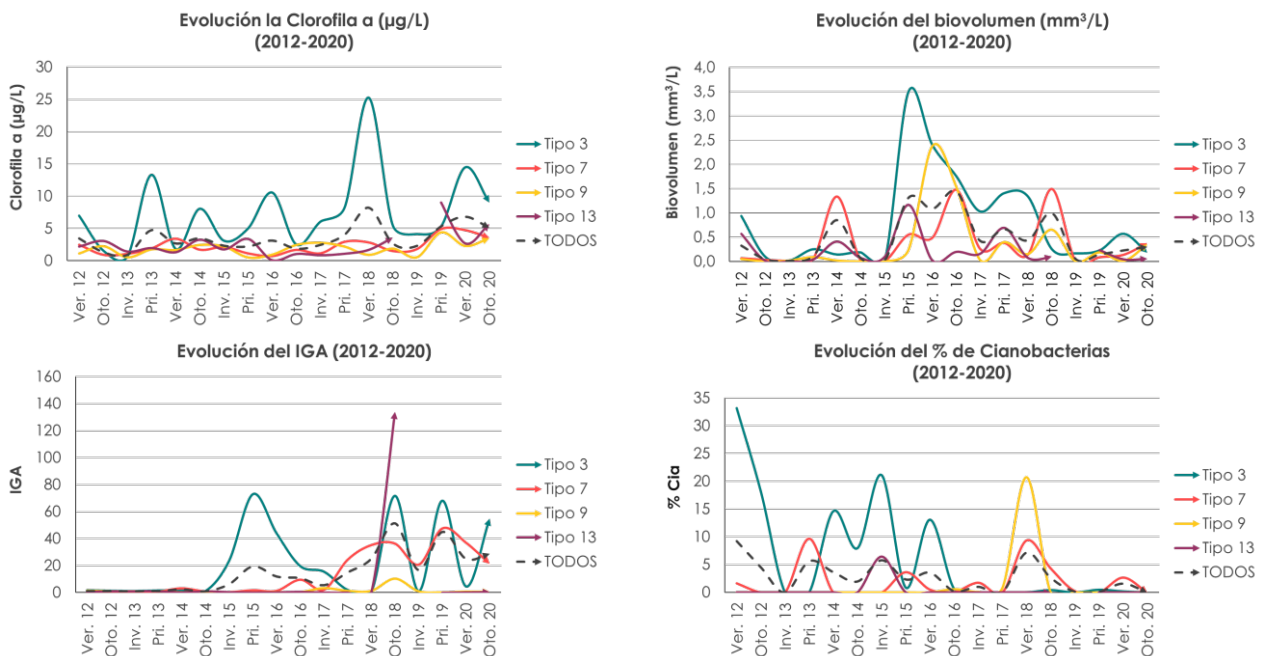 Evolución la Clorofila a (µg/L)
(2012-2020)
30
25
20
15
10
5
0
Clorofila a (µg/L)
Ver. 12
Oto. 12
Inv. 13
Pri. 13
Ver. 14
Oto. 14
Inv. 15
Pri. 15
Ver. 16
Oto. 16
Inv. 17
Pri. 17
Ver. 18
Oto. 18
Inv. 19
Pri. 19
Ver. 20
Oto. 20
Tipo 3
Tipo 7
Tipo 9
Tipo 13
TODOS
Evolución del biovolumen (mm³/L)
(2012-2020)
4,0
3,5
3,0
2,5
2,0
1,5
1,0
0,5
0,0
Biovolumen (mm³/L)
Ver. 12
Oto. 12
Inv. 13
Pri. 13
Ver. 14
Oto. 14
Inv. 15
Pri. 15
Ver. 16
Oto. 16
Inv. 17
Pri. 17
Ver. 18
Oto. 18
Inv. 19
Pri. 19
Ver. 20
Oto. 20
Tipo 3
Tipo 7
Tipo 9
Tipo 13
TODOS
Evolución del IGA (2012-2020)
160
140
120
100
80
60
40
20
0
IGA
Ver. 12
Oto. 12
Inv. 13
Pri. 13
Ver. 14
Oto. 14
Inv. 15
Pri. 15
Ver. 16
Oto. 16
Inv. 17
Pri. 17
Ver. 18
Oto. 18
Inv. 19
Pri. 19
Ver. 20
Oto. 20
Tipo 3
Tipo 7
Tipo 9
Tipo 13
TODOS
Evolución del % de Cianobacterias
(2012-2020)
35
30
25
20
15
10
5
0
% Cia
Ver. 12
Oto. 12
Inv. 13
Pri. 13
Ver. 14
Oto. 14
Inv. 15
Pri. 15
Ver. 16
Oto. 16
Inv. 17
Pri. 17
Ver. 18
Oto. 18
Inv. 19
Pri. 19
Ver. 20
Oto. 20
Tipo 3
Tipo 7
Tipo 9
Tipo 13
TODOS